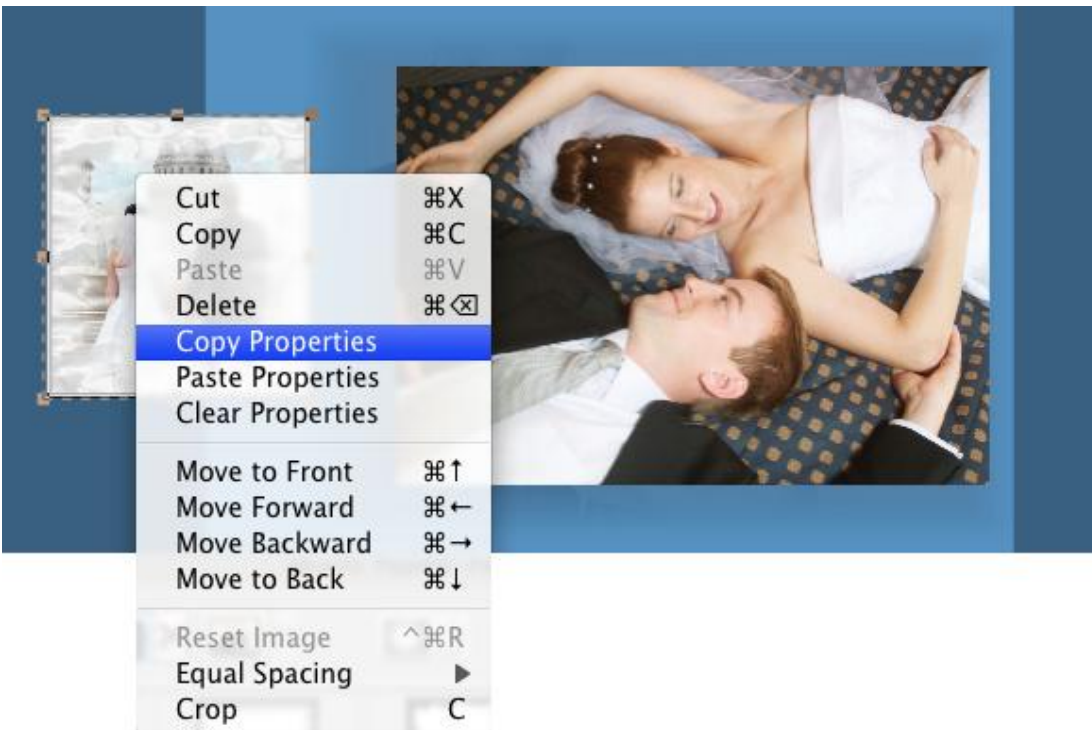 Cut ⌘X
Copy ⌘C
Paste ⌘V
Delete ⌘⌫
Copy Properties
Paste Properties
Clear Properties
Move to Front ⌘↑
Move Forward ⌘←
Move Backward ⌘→
Move to Back ⌘↓
Reset Image ^⌘R
Equal Spacing ▶
Crop C